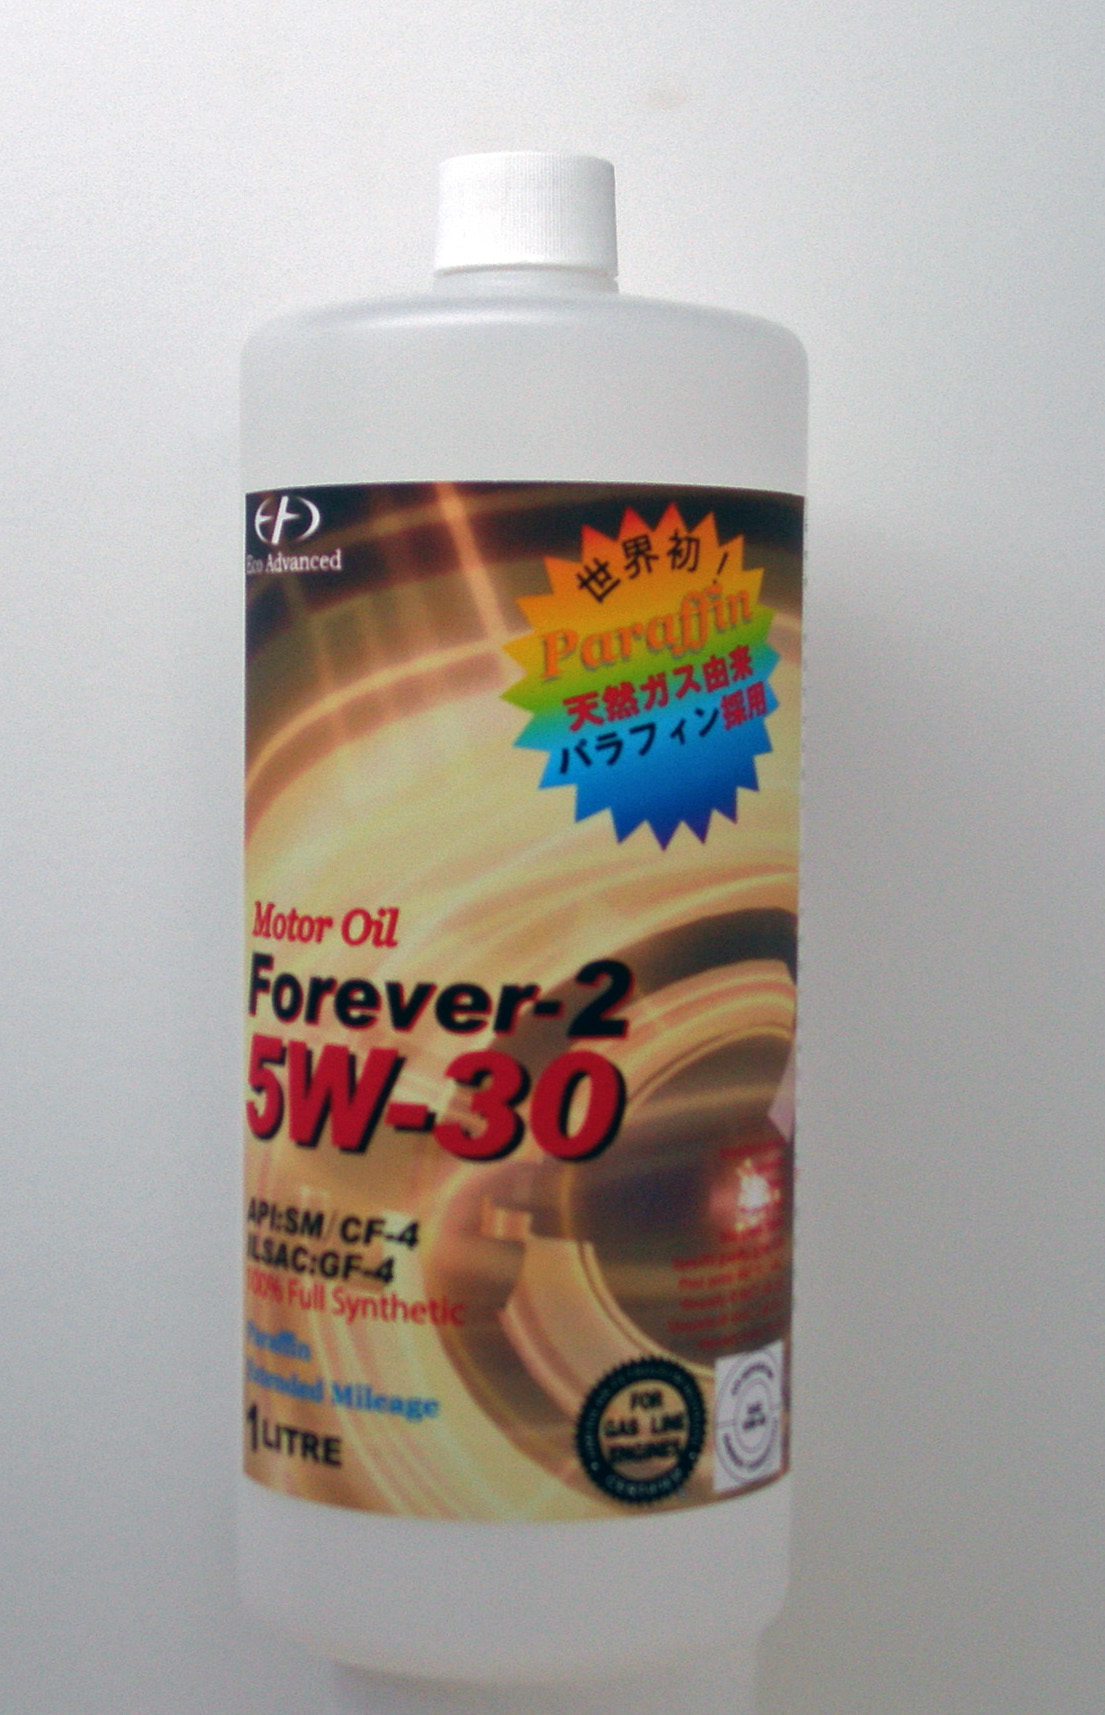 Eco Advanced
世界初!
Paraffin
天然ガス由来
パラフィン採用
Motor Oil
Forever-2
5W-30
API:SM/CF-4
ILSAC:GF-4
100% Full Synthetic
Paraffin
Extended Mileage
1 LITRE
FOR
GAS LINE
ENGINES
CERTIFIED